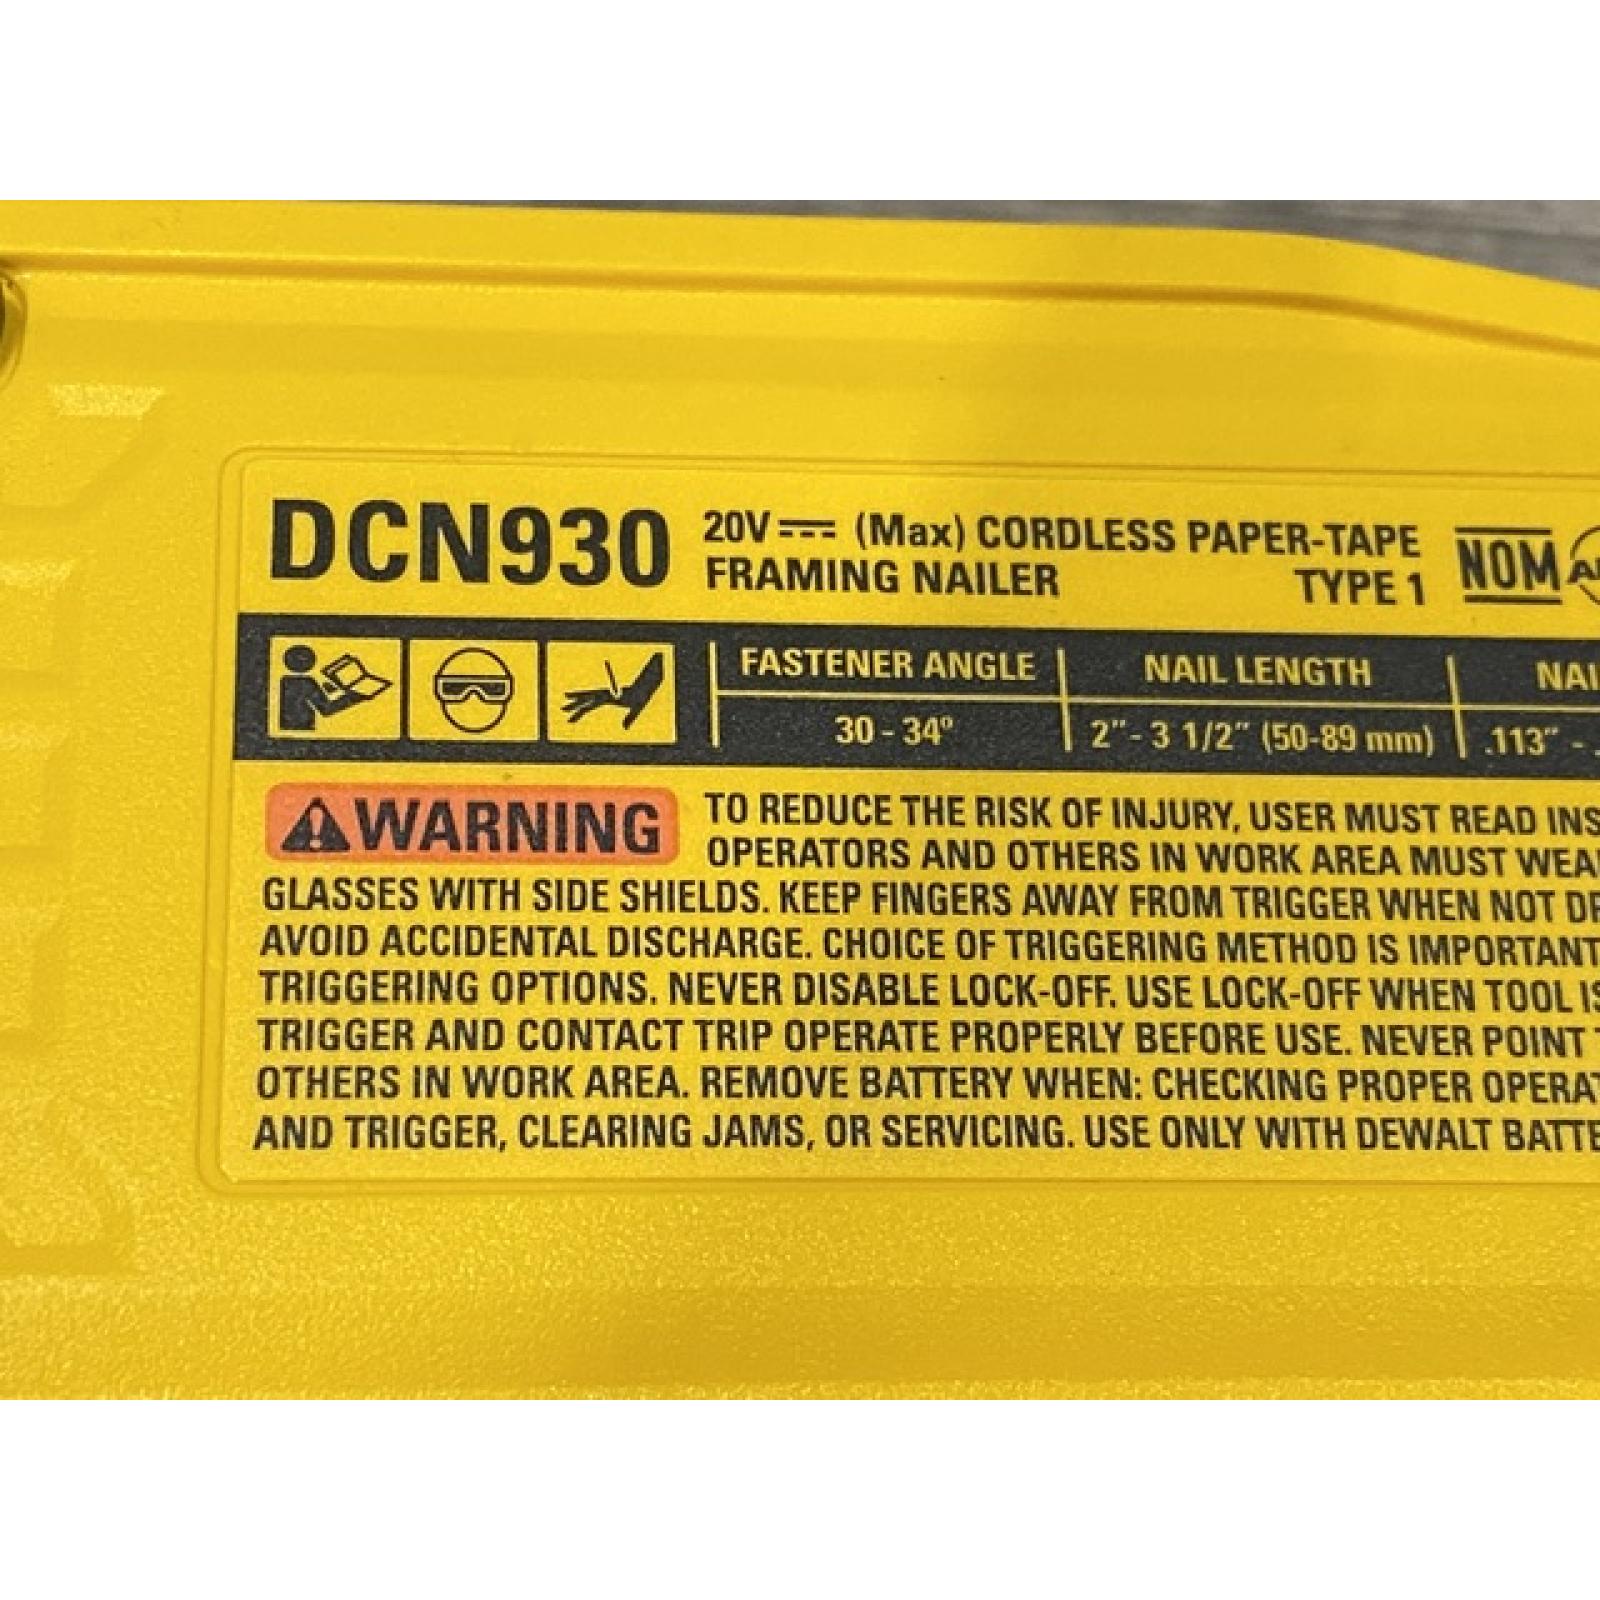 DCN930 20V (Max) CORDLESS PAPER-TAPE
FRAMING NAILER TYPE 1 NOM
FASTENER ANGLE NAIL LENGTH
30 - 34º 2" - 3 1/2" (50-89 mm) .113" -
WARNING TO REDUCE THE RISK OF INJURY, USER MUST READ
OPERATORS AND OTHERS IN WORK AREA MUST
GLASSES WITH SIDE SHIELDS. KEEP FINGERS AWAY FROM TRIGGER WHEN NOT
AVOID ACCIDENTAL DISCHARGE. CHOICE OF TRIGGERING METHOD IS IMPORTANT
TRIGGERING OPTIONS. NEVER DISABLE LOCK-OFF. USE LOCK-OFF WHEN TOOL
TRIGGER AND CONTACT TRIP OPERATE PROPERLY BEFORE USE. NEVER POINT
OTHERS IN WORK AREA. REMOVE BATTERY WHEN: CHECKING PROPER
AND TRIGGER, CLEARING JAMS, OR SERVICING. USE ONLY WITH DEWALT